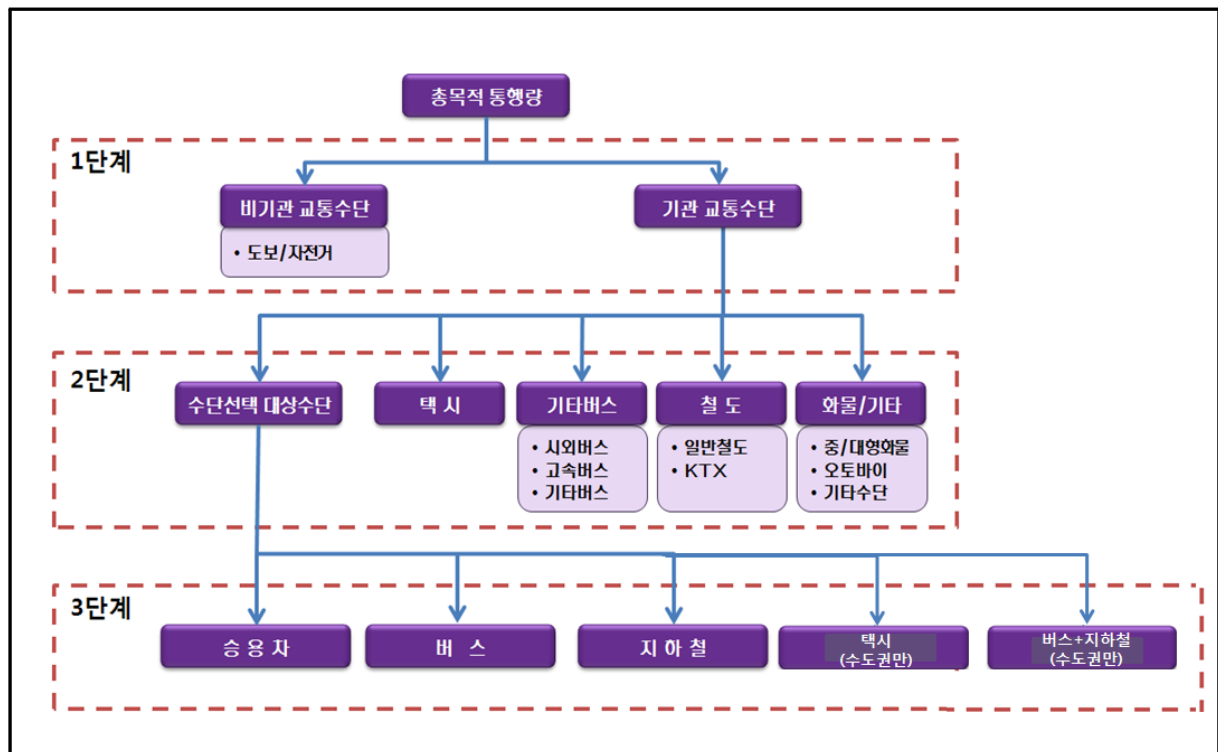 총목적 통행량
1단계
비기관 교통수단
• 도보/자전거
기관 교통수단
2단계
수단선택 대상수단
택 시
기타버스
• 시외버스
• 고속버스
• 기타버스
철 도
• 일반철도
• KTX
화물/기타
• 중/대형화물
• 오토바이
• 기타수단
3단계
승 용 차
버 스
지 하 철
택시
(수도권만)
버스+지하철
(수도권만)